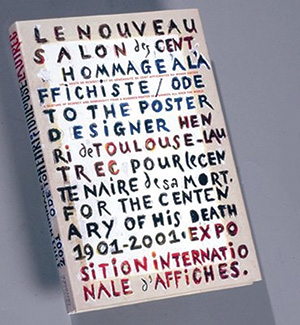 LE NOUVEAU
SALON des CENT
HOMMAGE À L'A
FFICHISTE / ODE
TO THE POSTER
DESIGNER HEN
RI de TOULOUSE-LAU
TREC POUR LE CEN
TENAIRE de sa MORT.
FOR THE CENTEN
ARY OF HIS DEATH
1901-2001. EXPO
SITION INTERNATIO
NALE d'AFFICHES.